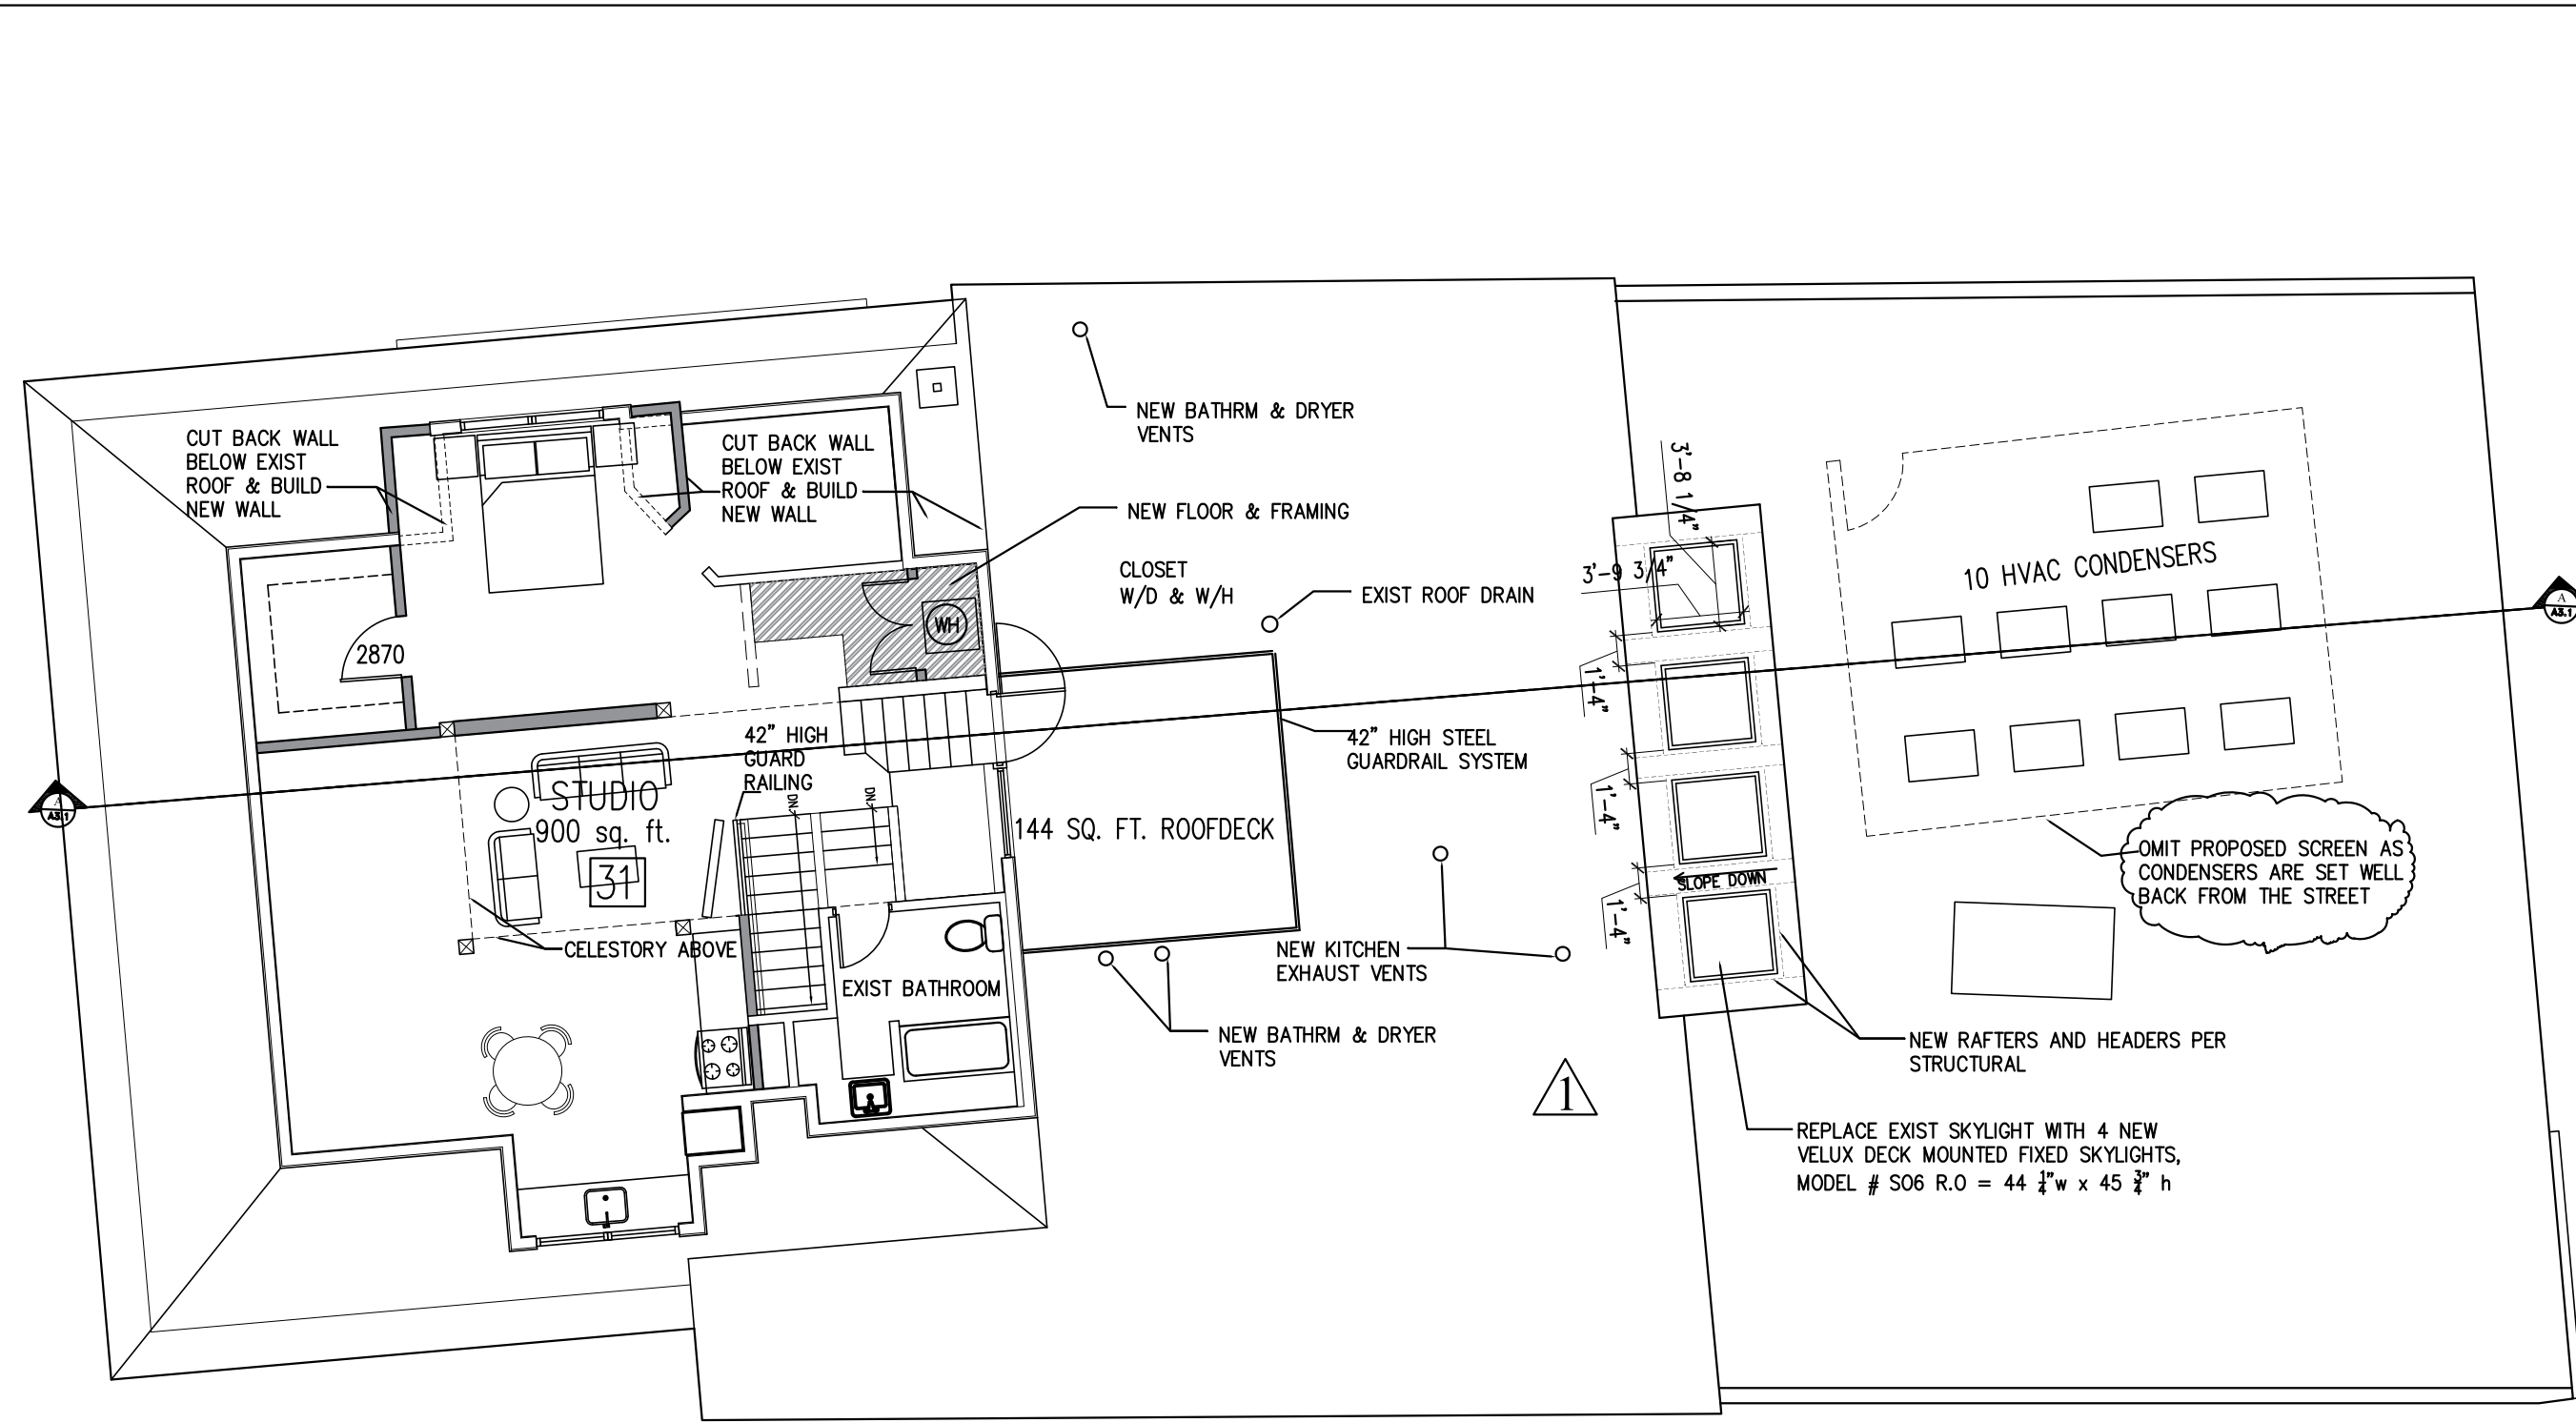 NEW BATHRM & DRYER
VENTS
CUT BACK WALL
BELOW EXIST
ROOF & BUILD
NEW WALL
CUT BACK WALL
BELOW EXIST
ROOF & BUILD
NEW WALL
NEW FLOOR & FRAMING
CLOSET
W/D & W/H
EXIST ROOF DRAIN
WH
2870
42" HIGH
GUARD
RAILING
STUDIO
900 sq. ft.
31
DN.
DN.
CELESTORY ABOVE
EXIST BATHROOM
144 SQ. FT. ROOFDECK
42" HIGH STEEL
GUARDRAIL SYSTEM
NEW KITCHEN
EXHAUST VENTS
NEW BATHRM & DRYER
VENTS
1
3'-8 1/4"
3'-9 3/4"
1'-4"
1'-4"
1'-4"
SLOPE DOWN
10 HVAC CONDENSERS
OMIT PROPOSED SCREEN AS
CONDENSERS ARE SET WELL
BACK FROM THE STREET
NEW RAFTERS AND HEADERS PER
STRUCTURAL
REPLACE EXIST SKYLIGHT WITH 4 NEW
VELUX DECK MOUNTED FIXED SKYLIGHTS,
MODEL # S06 R.O = 44 1/4"w x 45 3/4" h
A
A3.1
A
A3.1